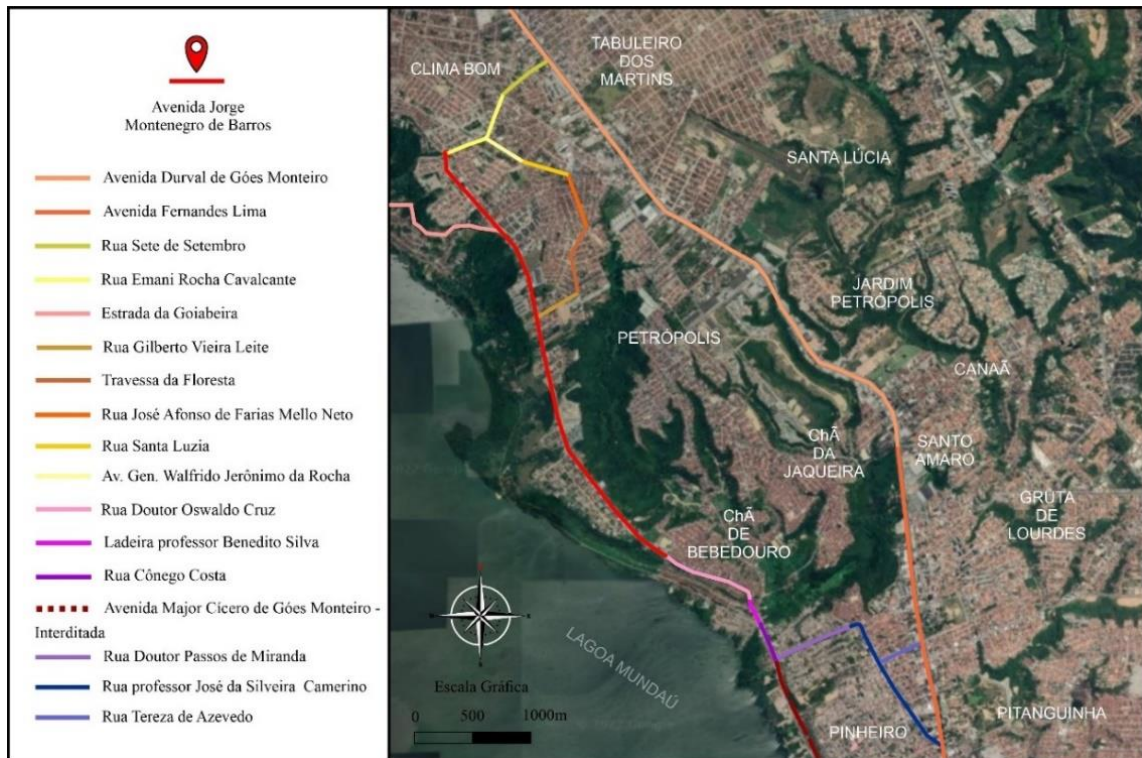 Avenida Jorge
Montenegro de Barros
Avenida Durval de Góes Monteiro
Avenida Fernandes Lima
Rua Sete de Setembro
Rua Emani Rocha Cavalcante
Estrada da Goiabeira
Rua Gilberto Vieira Leite
Travessa da Floresta
Rua José Afonso de Farias Mello Neto
Rua Santa Luzia
Av. Gen. Walfrido Jerônimo da Rocha
Rua Doutor Oswaldo Cruz
Ladeira professor Benedito Silva
Rua Cônego Costa
Avenida Major Cícero de Góes Monteiro -
Interditada
Rua Doutor Passos de Miranda
Rua professor José da Silveira Camerino
Rua Tereza de Azevedo
CLIMA BOM
TABULEIRO
DOS
MARTINS
SANTA LÚCIA
JARDIM
PETRÓPOLIS
PETRÓPOLIS
CANAÃ
ChÃ
DA
JAQUEIRA
SANTO
AMARO
GRUTA
DE
LOURDES
ChÃ
DE
BEBEDOURO
LAGOA MUNDAÚ
PINHEIRO
PITANGUINHA
Escala Gráfica
0 500 1000m